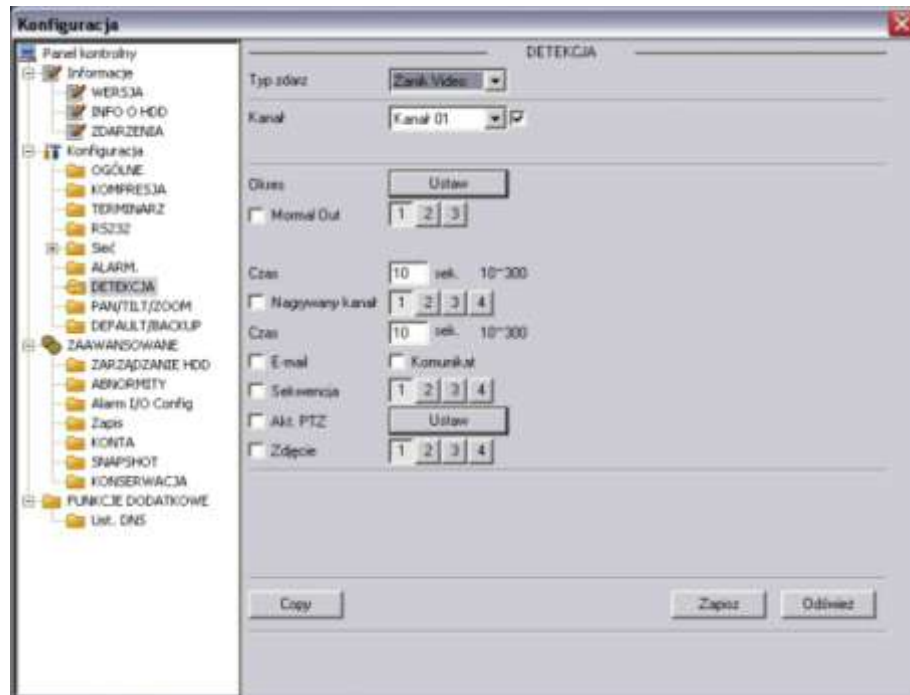 Konfiguracja
Panel kontrolny
Informacje
WERSJA
INFO O HDD
ZDARZENIA
Konfiguracja
OGÓLNE
KOMPRESJA
TERMINARZ
RS232
Sieć
ALARM.
DETEKCJA
PAN/TILT/ZOOM
DEFAULT/BACKUP
ZAAWANSOWANE
ZARZĄDZANIE HDD
ABNORMITY
Alarm I/O Config
Zapis
KONTA
SNAPSHOT
KONSERWACJA
FUNKCJE DODATKOWE
List. DNS
DETEKCJA
Typ zdarz Zanik Video
Kanał Kanał 01
Okres Ustaw
Mormal Out 1 2 3
Czas 10 sek. 10~300
Nagrywany kanał 1 2 3 4
Czas 10 sek. 10~300
E-mail Komunikat
Sekwencja 1 2 3 4
Akt. PTZ Ustaw
Zdjęcie 1 2 3 4
Copy Zapisz Odśwież